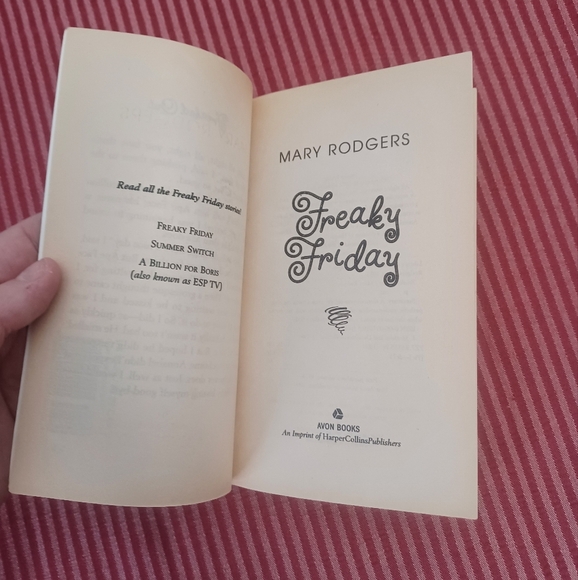 Read all the Freaky Friday stories!
FREAKY FRIDAY
SUMMER SWITCH
A BILLION FOR BORIS
(also known as ESP TV)
MARY RODGERS
Freaky
Friday
AVON BOOKS
An Imprint of HarperCollinsPublishers